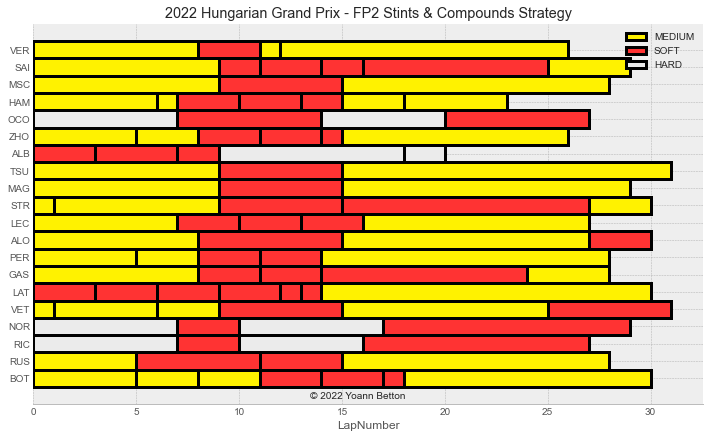 2022 Hungarian Grand Prix - FP2 Stints & Compounds Strategy
MEDIUM
SOFT
HARD
VER
SAI
MSC
HAM
OCO
ZHO
ALB
TSU
MAG
STR
LEC
ALO
PER
GAS
LAT
VET
NOR
RIC
RUS
BOT
© 2022 Yoann Betton
0 5 10 15 20 25 30
LapNumber